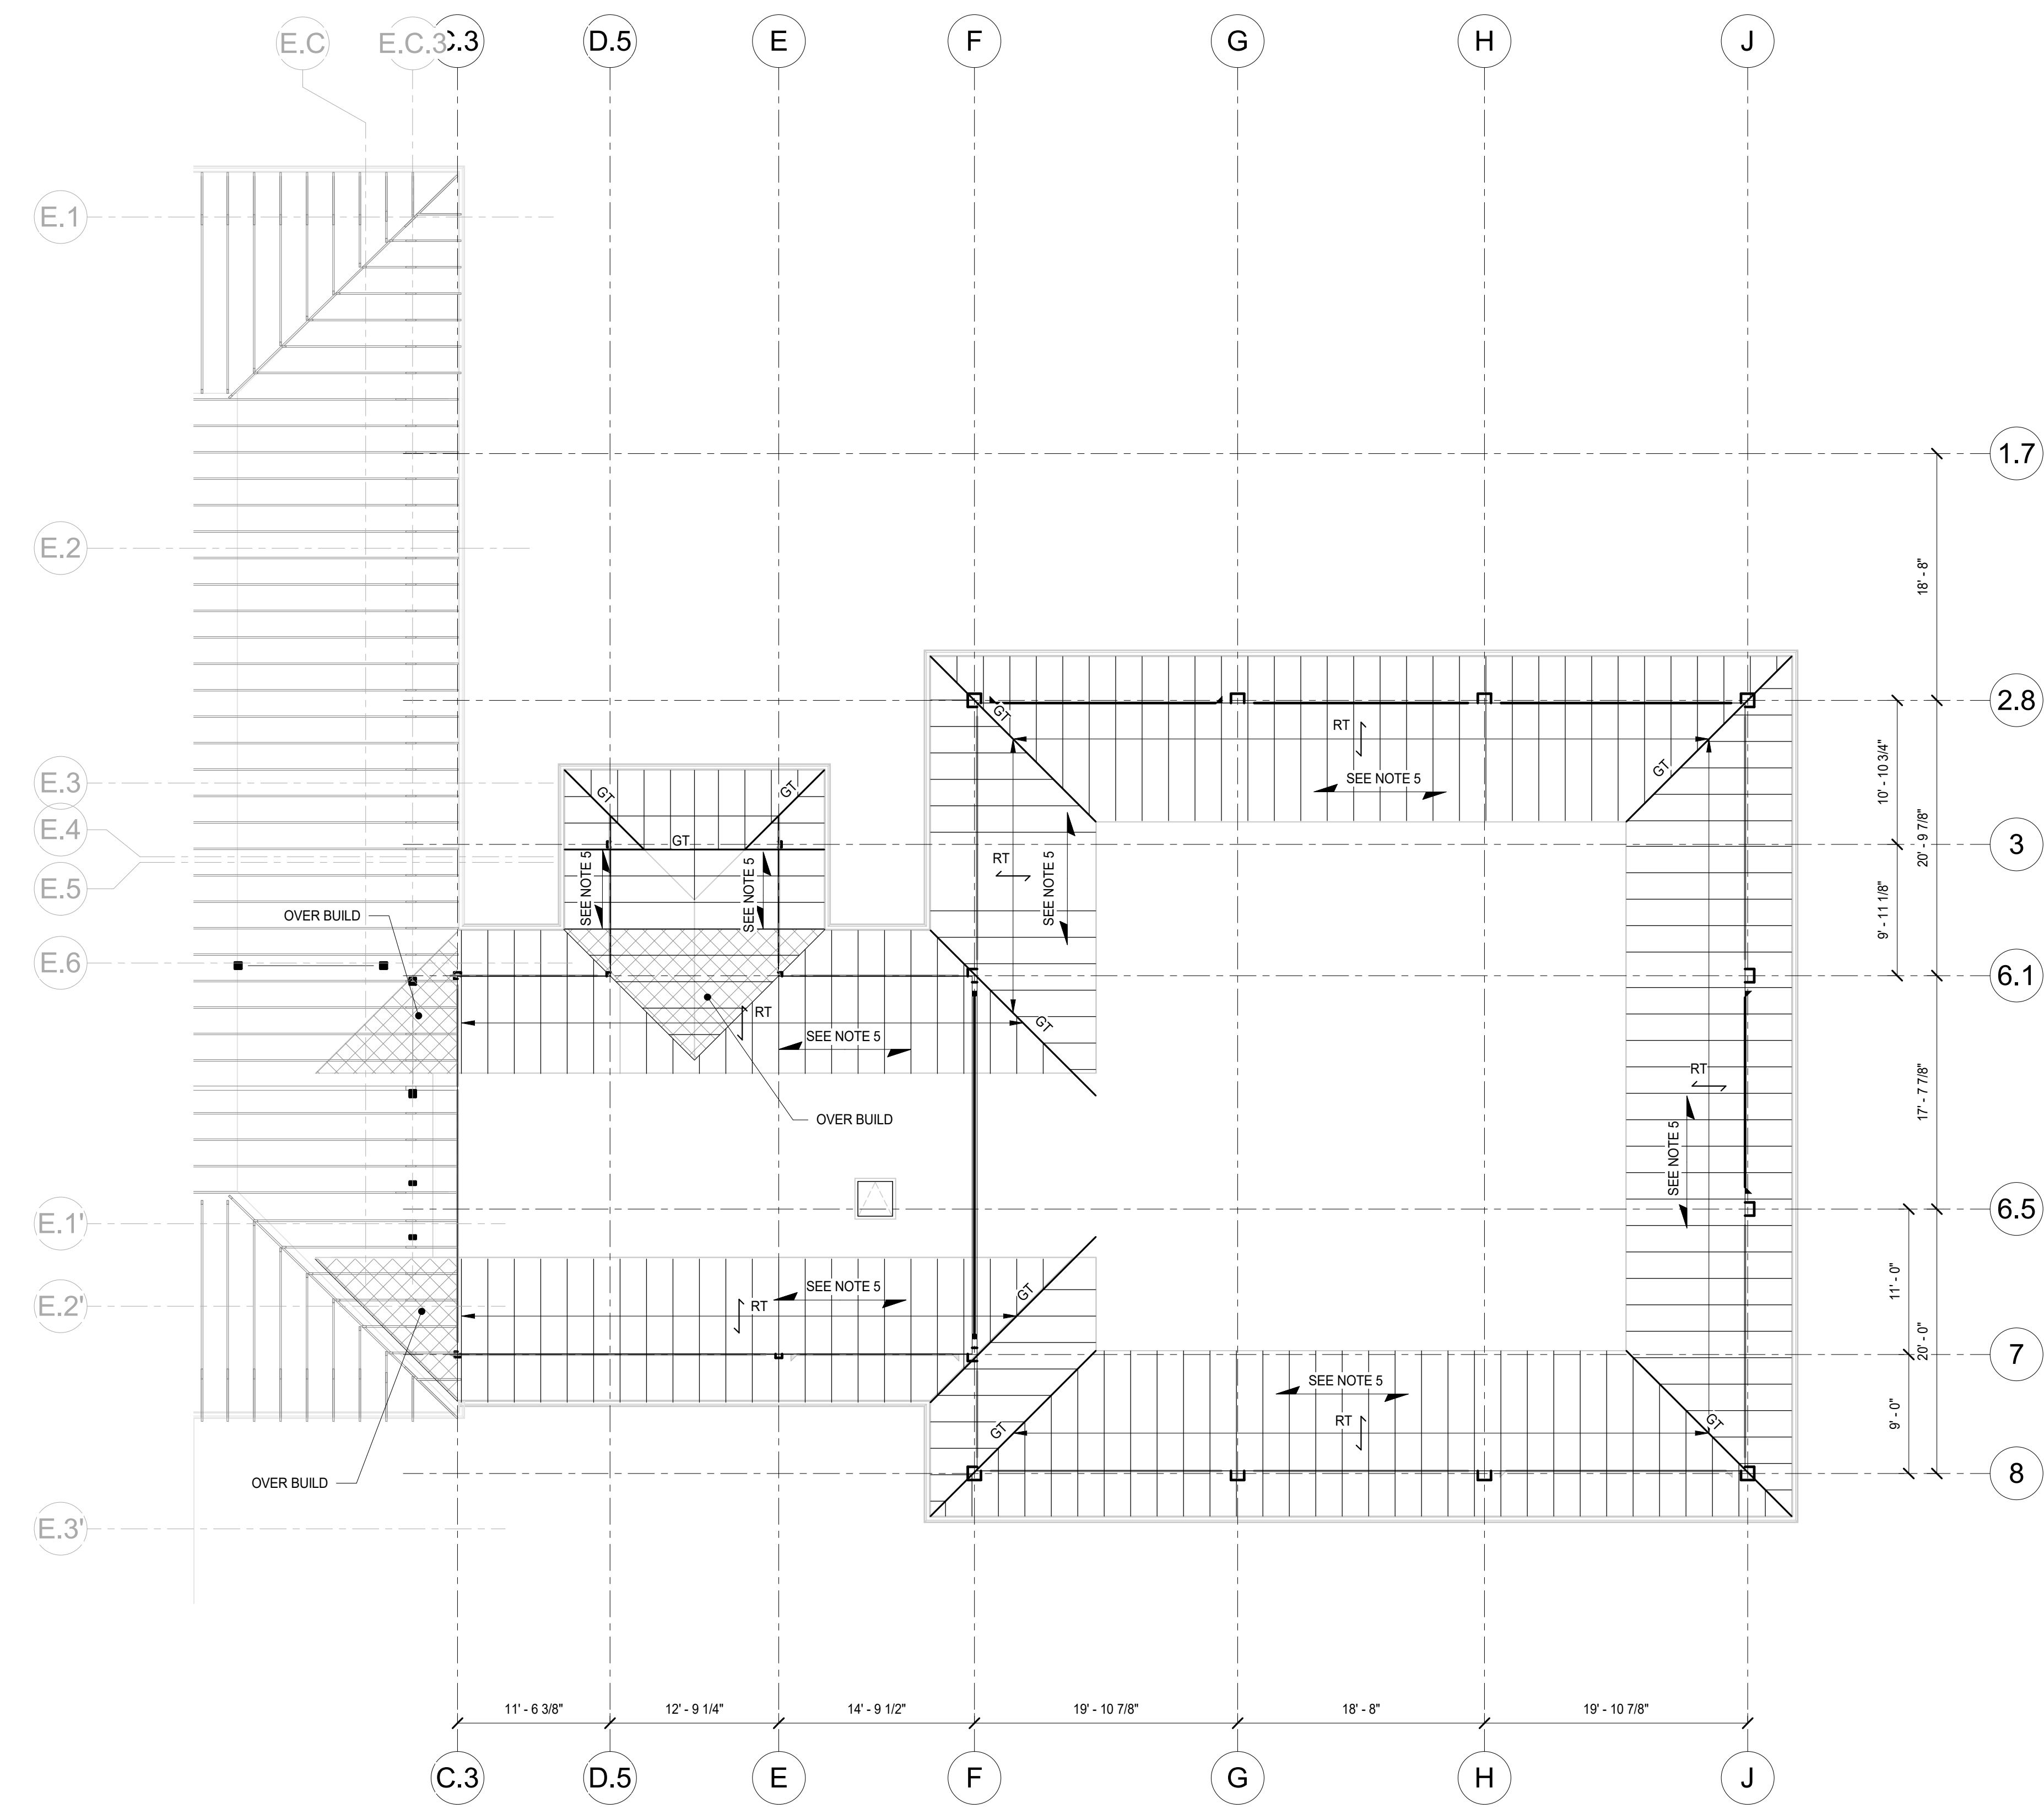 E.C
E.C.3
C.3
D.5
E
F
G
H
J
E.1
1.7
E.2
18' - 8"
2.8
GT
RT
SEE NOTE 5
GT
10' - 10 3/4"
E.3
GT
GT
E.4
GT
3
20' - 9 7/8"
RT
SEE NOTE 5
SEE NOTE 5
SEE NOTE 5
E.5
OVER BUILD
9' - 11 1/8"
E.6
6.1
RT
GT
SEE NOTE 5
RT
17' - 7 7/8"
OVER BUILD
SEE NOTE 5
E.1'
6.5
11' - 0"
SEE NOTE 5
GT
E.2'
RT
20' - 0"
7
SEE NOTE 5
9' - 0"
GT
RT
GT
OVER BUILD
8
E.3'
11' - 6 3/8"
12' - 9 1/4"
14' - 9 1/2"
19' - 10 7/8"
18' - 8"
19' - 10 7/8"
C.3
D.5
E
F
G
H
J